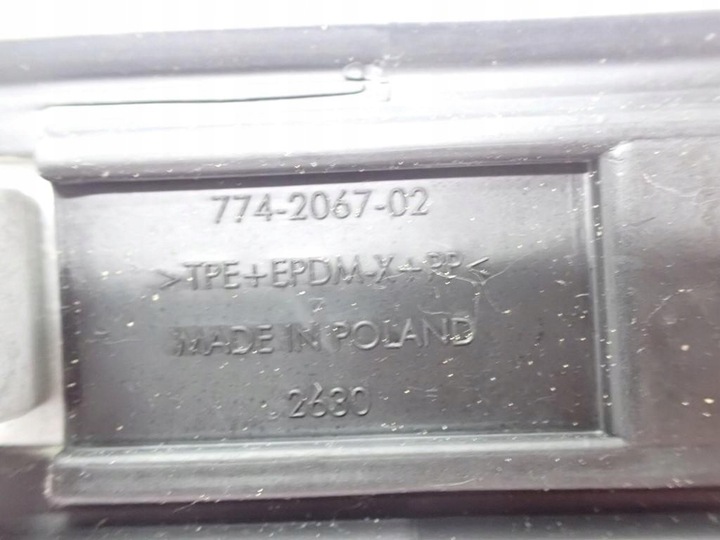 774-2067-02
>TPE+EPDM-X+PP<
MADE IN POLAND
2630